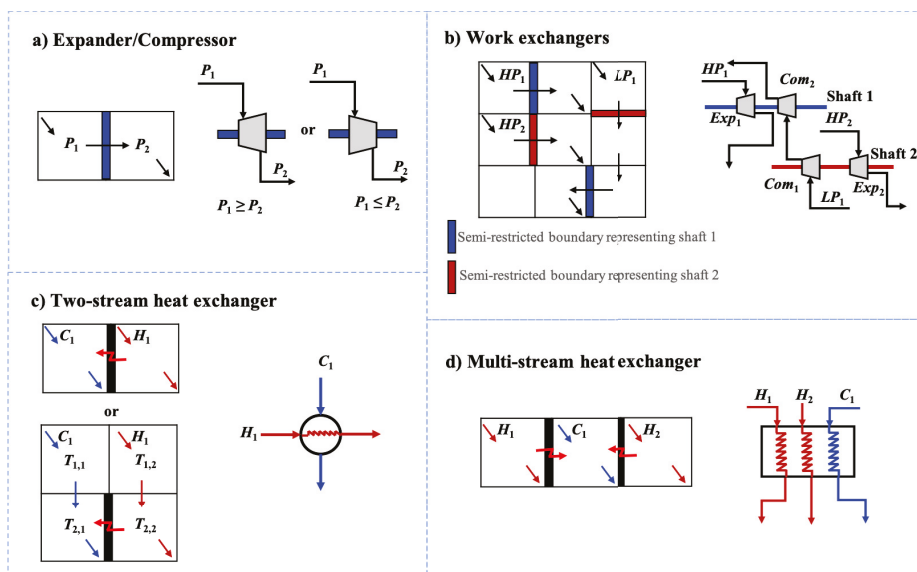 a) Expander/Compressor
P1
P2
P1
P2
P1 ≥ P2
or
P1
P2
P1 ≤ P2
b) Work exchangers
HP1
LP1
HP2
HP1
Com2
Shaft 1
Exp1
HP2
Shaft 2
Com1
Exp2
LP1
Semi-restricted boundary representing shaft 1
Semi-restricted boundary representing shaft 2
c) Two-stream heat exchanger
C1
H1
or
C1
H1
T1,1
T1,2
T2,1
T2,2
C1
H1
d) Multi-stream heat exchanger
H1
C1
H2
H1
H2
C1